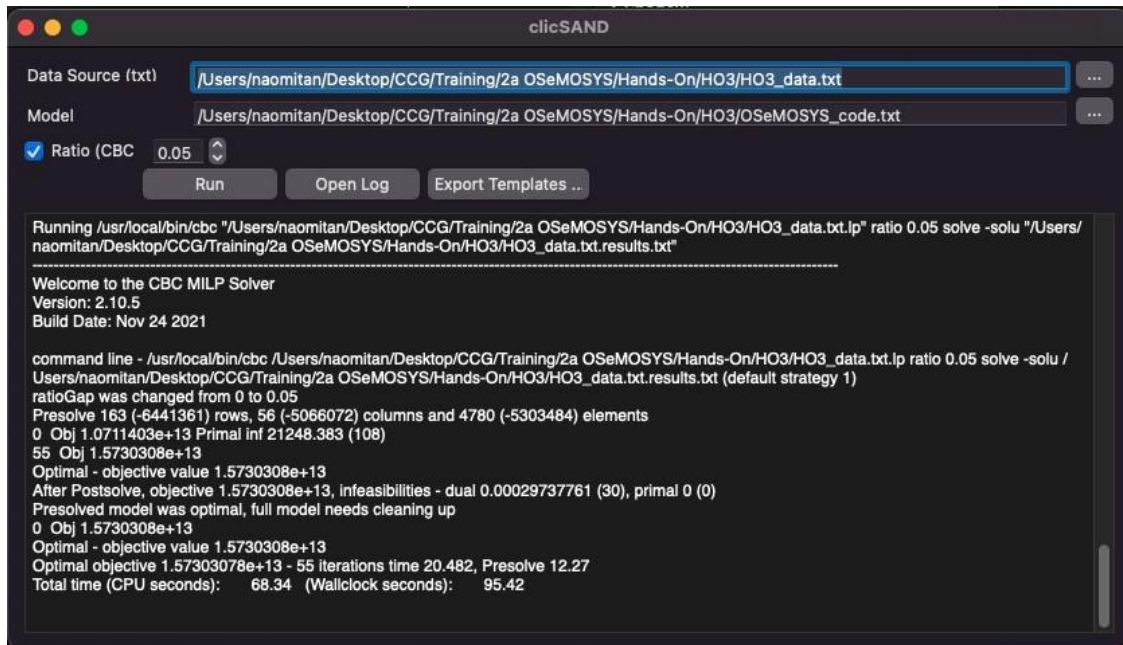 clicSAND
Data Source (txt) /Users/naomitan/Desktop/CCG/Training/2a OSeMOSYS/Hands-On/HO3/HO3_data.txt ...
Model /Users/naomitan/Desktop/CCG/Training/2a OSeMOSYS/Hands-On/HO3/OSeMOSYS_code.txt ...
Ratio (CBC 0.05
Run Open Log Export Templates ...
Running /usr/local/bin/cbc "/Users/naomitan/Desktop/CCG/Training/2a OSeMOSYS/Hands-On/HO3/HO3_data.txt.lp" ratio 0.05 solve -solu "/Users/
naomitan/Desktop/CCG/Training/2a OSeMOSYS/Hands-On/HO3/HO3_data.txt.results.txt"
Welcome to the CBC MILP Solver
Version: 2.10.5
Build Date: Nov 24 2021
command line - /usr/local/bin/cbc /Users/naomitan/Desktop/CCG/Training/2a OSeMOSYS/Hands-On/HO3/HO3_data.txt.lp ratio 0.05 solve -solu /
Users/naomitan/Desktop/CCG/Training/2a OSeMOSYS/Hands-On/HO3/HO3_data.txt.results.txt (default strategy 1)
ratioGap was changed from 0 to 0.05
Presolve 163 (-6441361) rows, 56 (-5066072) columns and 4780 (-5303484) elements
0 Obj 1.0711403e+13 Primal inf 21248.383 (108)
55 Obj 1.5730308e+13
Optimal - objective value 1.5730308e+13
After Postsolve, objective 1.5730308e+13, infeasibilities - dual 0.00029737761 (30), primal 0 (0)
Presolved model was optimal, full model needs cleaning up
0 Obj 1.5730308e+13
Optimal - objective value 1.5730308e+13
Optimal objective 1.57303078e+13 - 55 iterations time 20.482, Presolve 12.27
Total time (CPU seconds): 68.34 (Wallclock seconds): 95.42